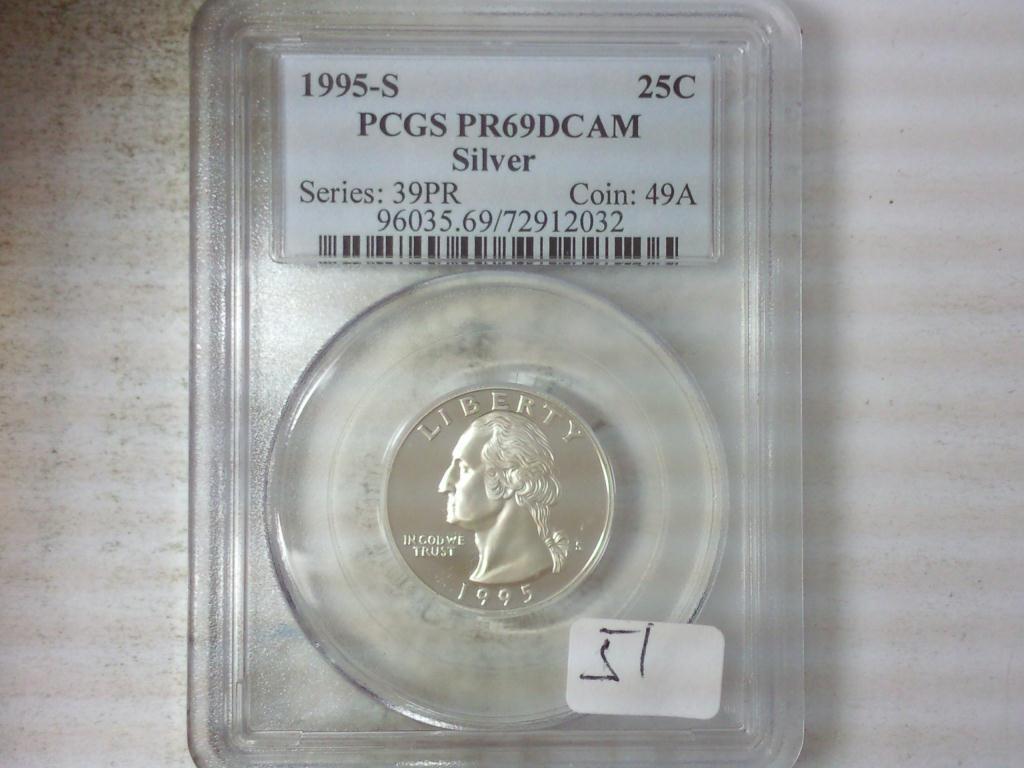 1995-S 25C
PCGS PR69DCAM
Silver
Series: 39PR Coin: 49A
96035.69/72912032
LIBERTY
IN GOD WE
TRUST
S
1995
51